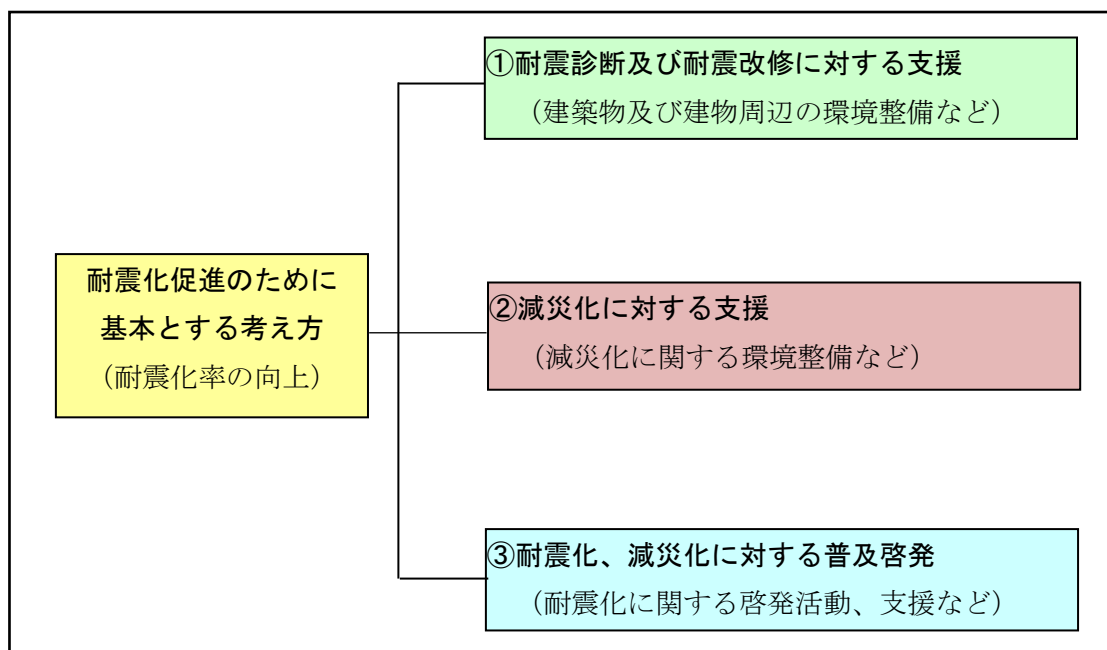 ①耐震診断及び耐震改修に対する支援
（建築物及び建物周辺の環境整備など）
耐震化促進のために
基本とする考え方
（耐震化率の向上）
②減災化に対する支援
（減災化に関する環境整備など）
③耐震化、減災化に対する普及啓発
（耐震化に関する啓発活動、支援など）